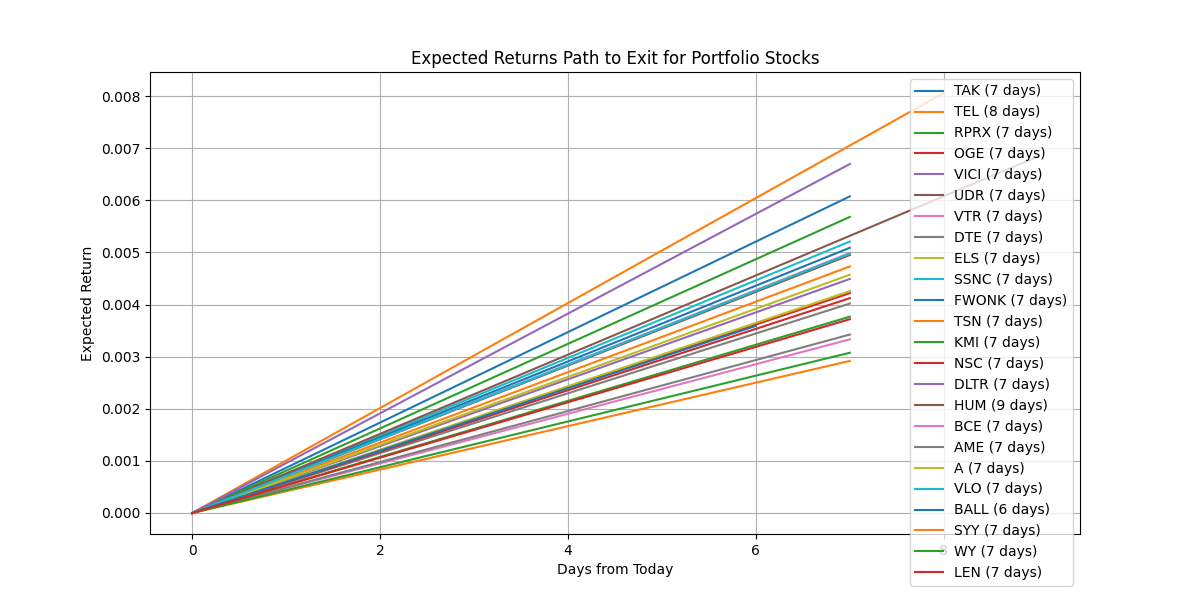 Expected Returns Path to Exit for Portfolio Stocks
Expected Return
0.008
0.007
0.006
0.005
0.004
0.003
0.002
0.001
0.000
0
2
4
6
8
Days from Today
TAK (7 days)
TEL (8 days)
RPRX (7 days)
OGE (7 days)
VICI (7 days)
UDR (7 days)
VTR (7 days)
DTE (7 days)
ELS (7 days)
SSNC (7 days)
FWONK (7 days)
TSN (7 days)
KMI (7 days)
NSC (7 days)
DLTR (7 days)
HUM (9 days)
BCE (7 days)
AME (7 days)
A (7 days)
VLO (7 days)
BALL (6 days)
SYY (7 days)
WY (7 days)
LEN (7 days)